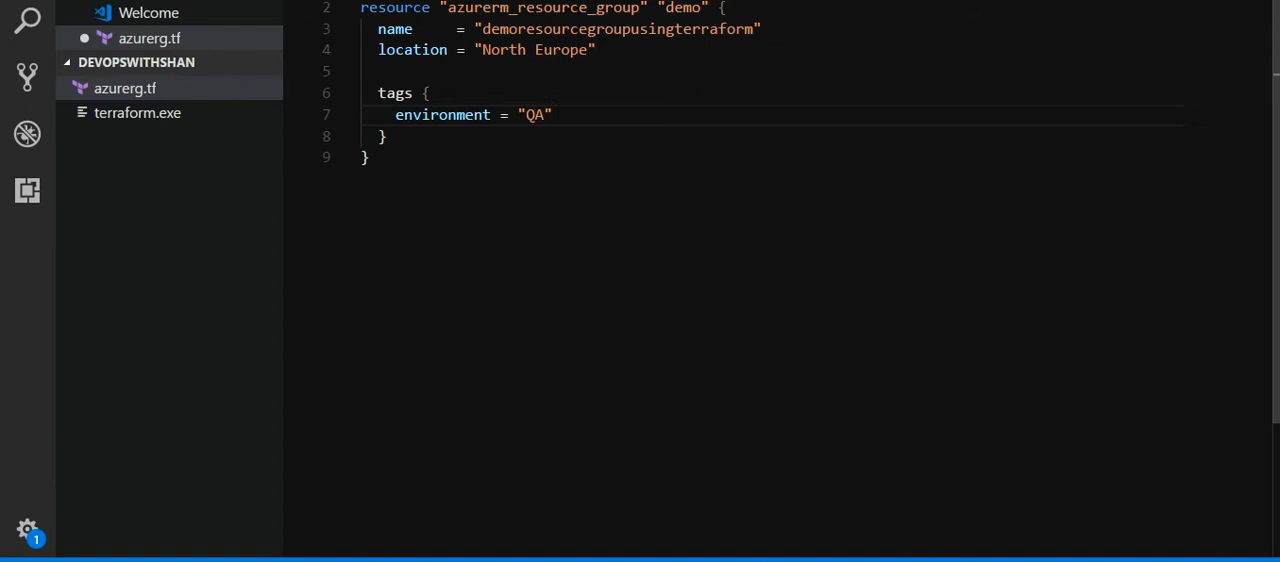 Welcome
azurerg.tf
DEVOPSWITHSHAN
azurerg.tf
terraform.exe
1
2 resource "azurerm_resource_group" "demo" {
3   name     = "demoresourcegroupusingterraform"
4   location = "North Europe"
5
6   tags {
7     environment = "QA"
8   }
9 }